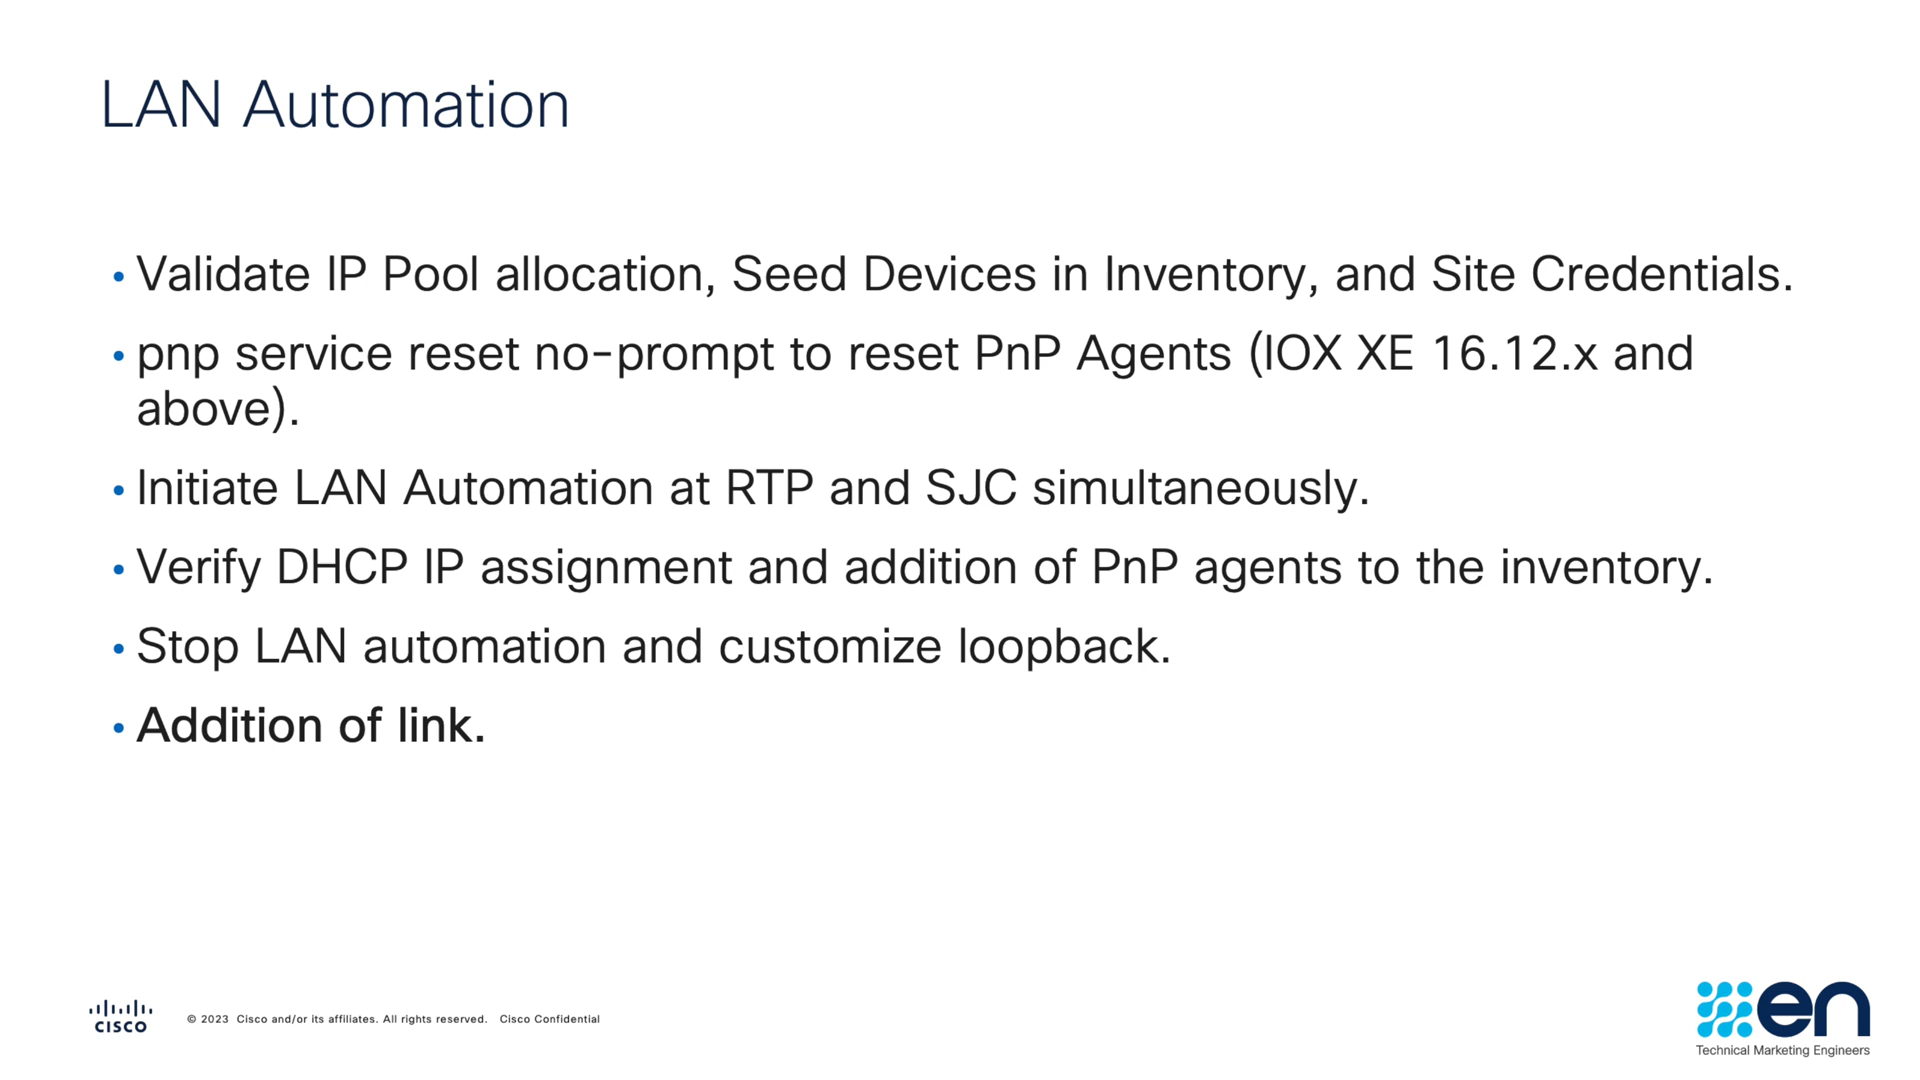 LAN Automation
• Validate IP Pool allocation, Seed Devices in Inventory, and Site Credentials.
• pnp service reset no-prompt to reset PnP Agents (IOX XE 16.12.x and
above).
• Initiate LAN Automation at RTP and SJC simultaneously.
• Verify DHCP IP assignment and addition of PnP agents to the inventory.
• Stop LAN automation and customize loopback.
• Addition of link.
CISCO
© 2023 Cisco and/or its affiliates. All rights reserved. Cisco Confidential
en
Technical Marketing Engineers